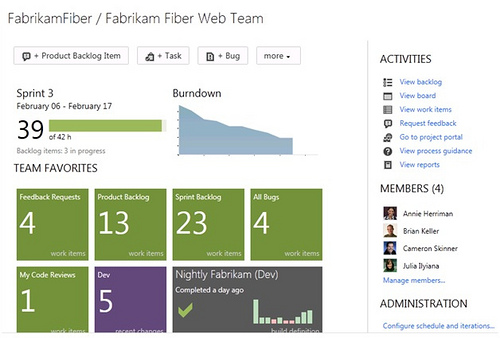 FabrikamFiber / Fabrikam Fiber Web Team
+ Product Backlog Item
+ Task
+ Bug
more
Sprint 3
February 06 - February 17
39
of 42 h
Backlog items: 3 in progress
Burndown
TEAM FAVORITES
Feedback Requests
4
work items
Product Backlog
13
work items
Sprint Backlog
23
work items
All Bugs
4
work items
My Code Reviews
1
work items
Dev
5
recent changes
Nightly Fabrikam (Dev)
Completed a day ago
build definition
ACTIVITIES
View backlog
View board
View work items
Request feedback
Go to project portal
View process guidance
View reports
MEMBERS (4)
Annie Herriman
Brian Keller
Cameron Skinner
Julia Ilyiana
Manage members...
ADMINISTRATION
Configure schedule and iterations...